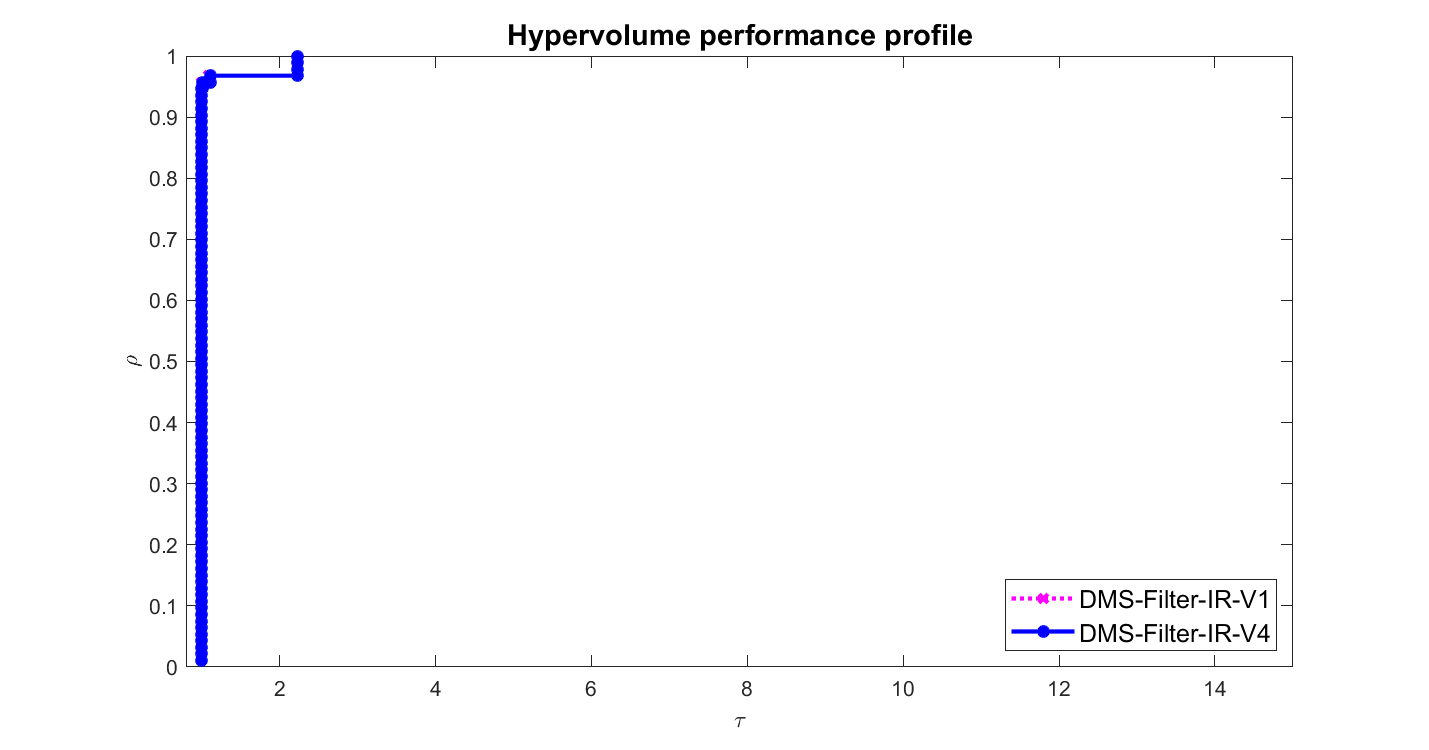 Hypervolume performance profile
1
0.9
0.8
0.7
0.6
0.5
0.4
0.3
0.2
0.1
0
ρ
2 4 6 8 10 12 14
τ
DMS-Filter-IR-V1
DMS-Filter-IR-V4